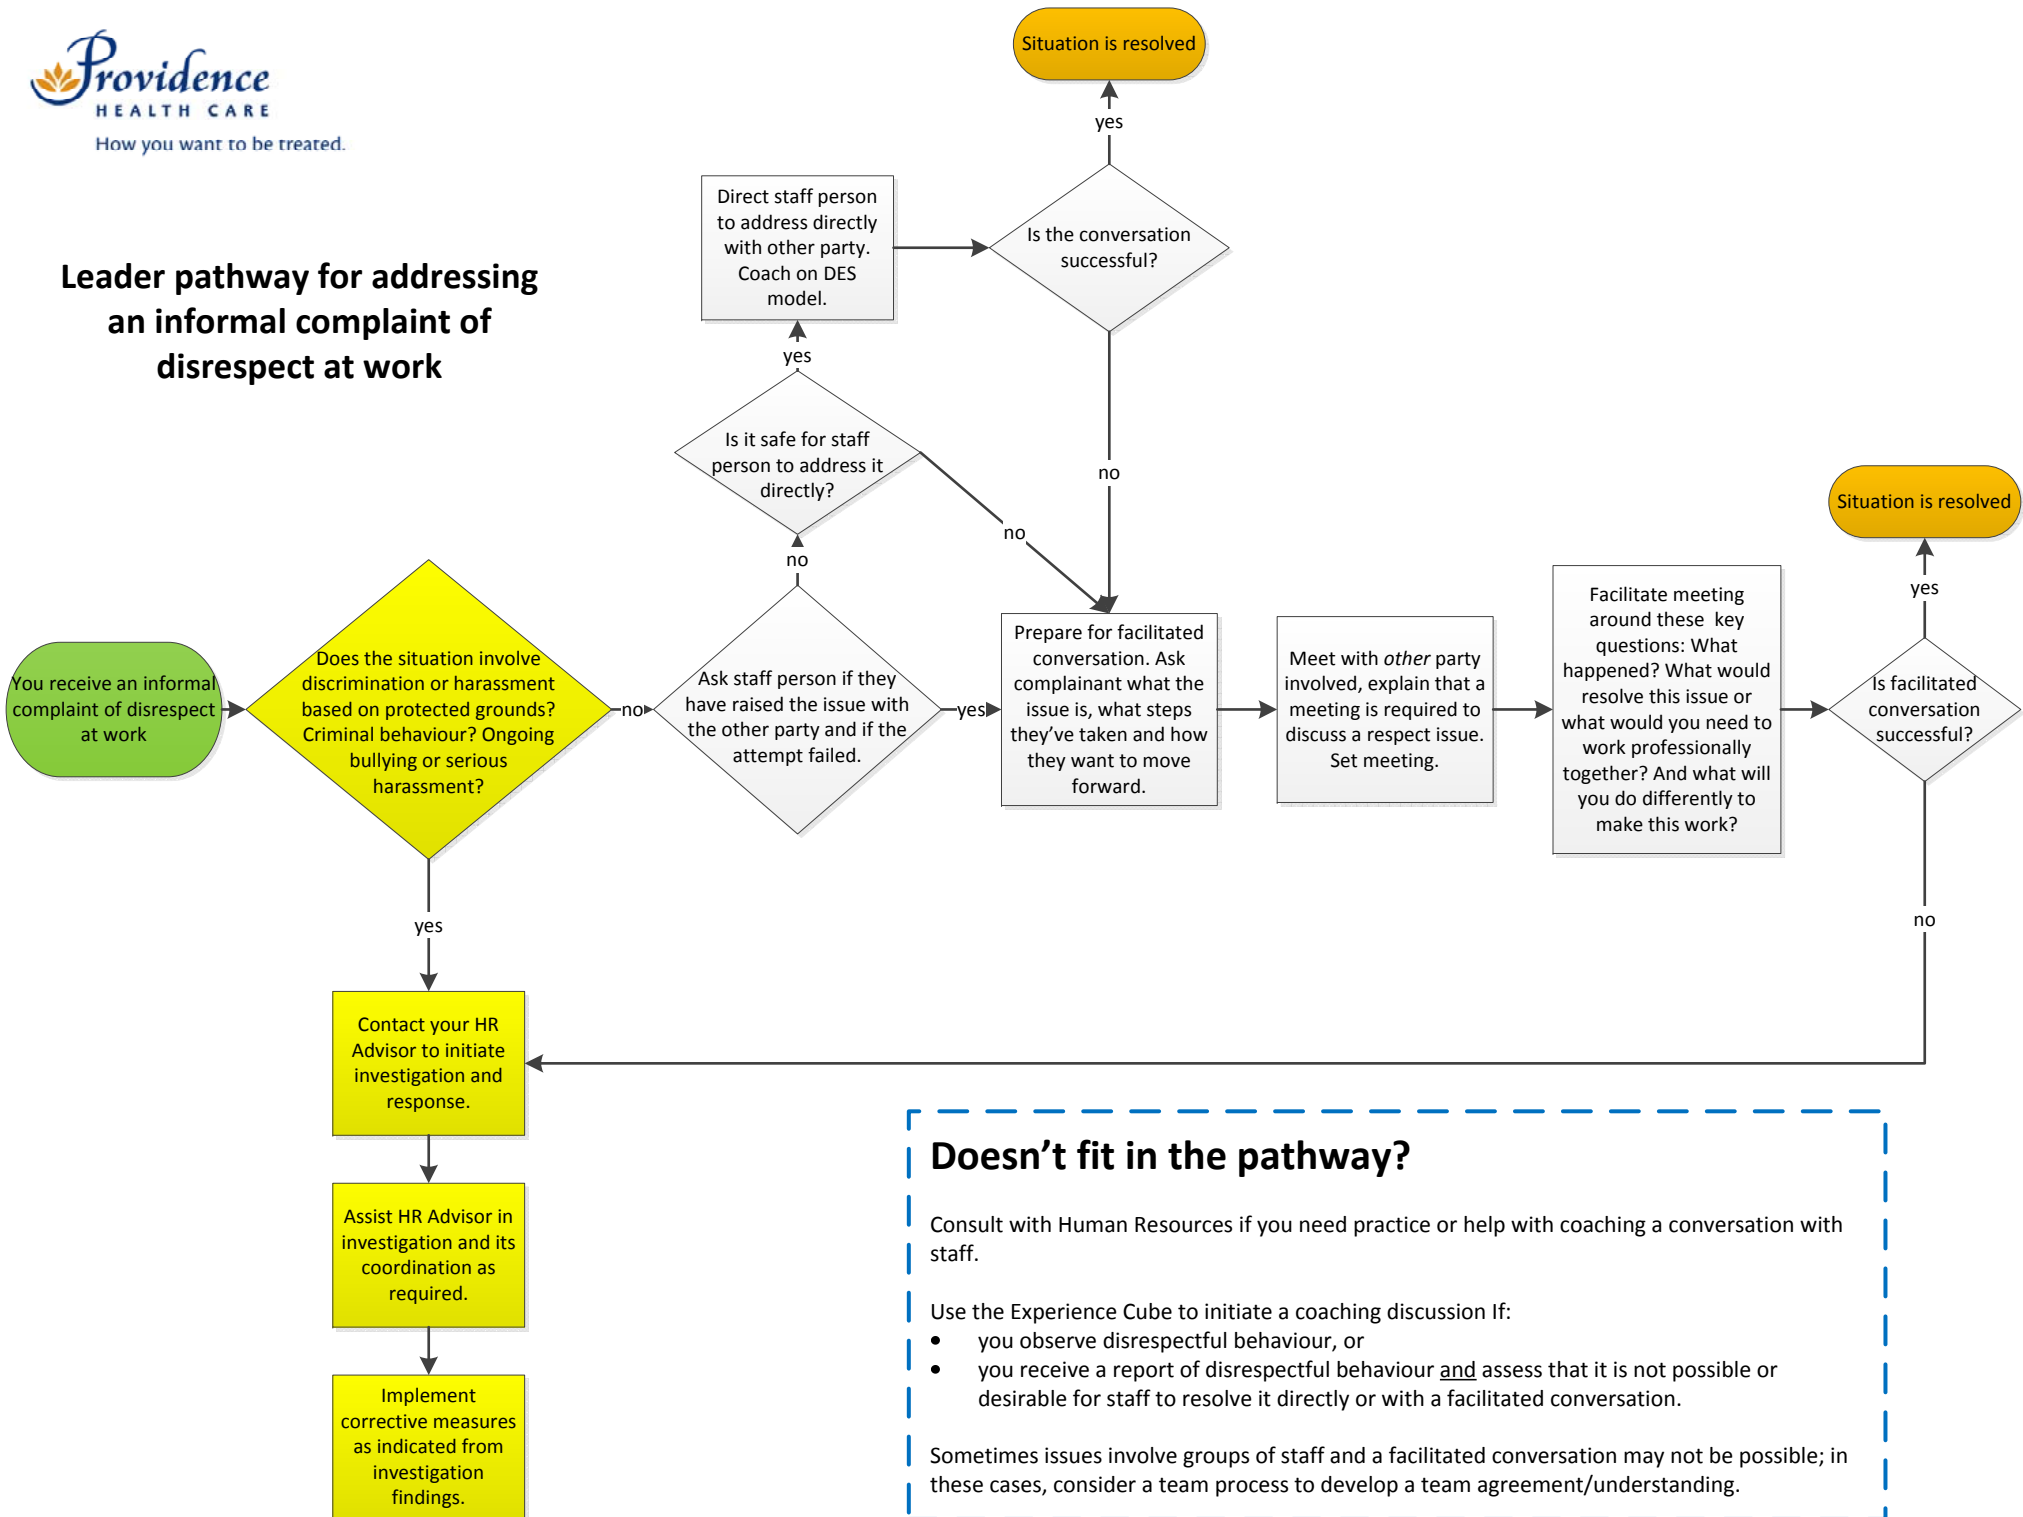 Providence
HEALTH CARE
How you want to be treated.
Leader pathway for addressing
an informal complaint of
disrespect at work
Situation is resolved
yes
Direct staff person
to address directly
with other party.
Coach on DES
model.
Is the conversation
successful?
yes
no
Is it safe for staff
person to address it
directly?
no
no
You receive an informal
complaint of disrespect
at work
Does the situation involve
discrimination or harassment
based on protected grounds?
Criminal behaviour? Ongoing
bullying or serious
harassment?
no
Ask staff person if they
have raised the issue with
the other party and if the
attempt failed.
yes
Prepare for facilitated
conversation. Ask
complainant what the
issue is, what steps
they've taken and how
they want to move
forward.
Meet with other party
involved, explain that a
meeting is required to
discuss a respect issue.
Set meeting.
Facilitate meeting
around these  key
questions: What
happened? What would
resolve this issue or
what would you need to
work professionally
together? And what will
you do differently to
make this work?
Is facilitated
conversation
successful?
yes
Situation is resolved
no
yes
Contact your HR
Advisor to initiate
investigation and
response.
Assist HR Advisor in
investigation and its
coordination as
required.
Implement
corrective measures
as indicated from
investigation
findings.
Doesn't fit in the pathway?
Consult with Human Resources if you need practice or help with coaching a conversation with
staff.
Use the Experience Cube to initiate a coaching discussion If:
• you observe disrespectful behaviour, or
• you receive a report of disrespectful behaviour and assess that it is not possible or
desirable for staff to resolve it directly or with a facilitated conversation.
Sometimes issues involve groups of staff and a facilitated conversation may not be possible; in
these cases, consider a team process to develop a team agreement/understanding.